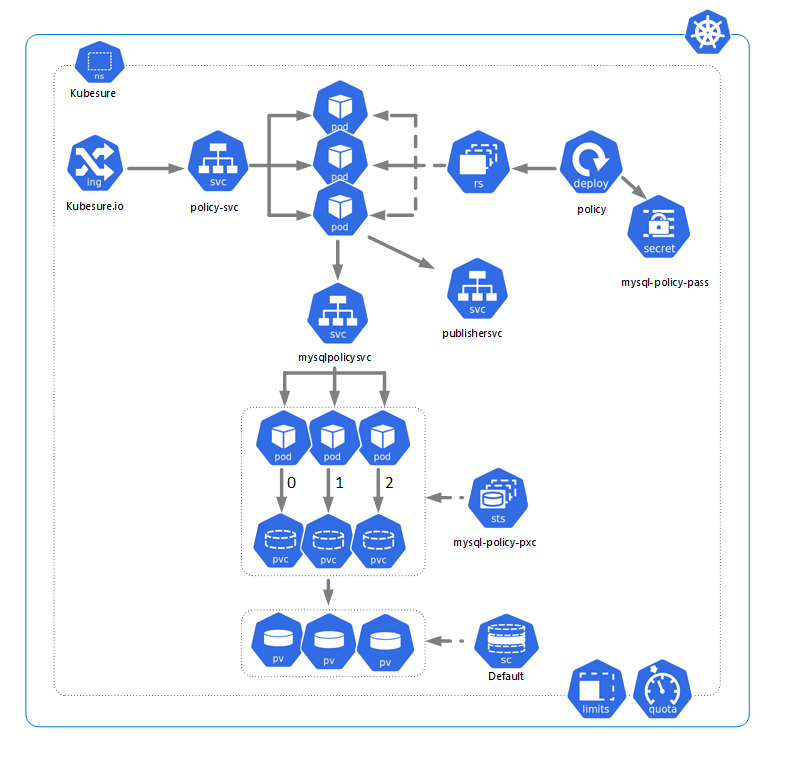 ns
Kubesure
pod
pod
pod
ing
Kubesure.io
svc
policy-svc
rs
deploy
policy
secret
mysql-policy-pass
svc
publishersvc
svc
mysqlpolicysvc
pod
pod
pod
0
1
2
pvc
pvc
pvc
sts
mysql-policy-pxc
pv
pv
pv
sc
Default
limits
quota